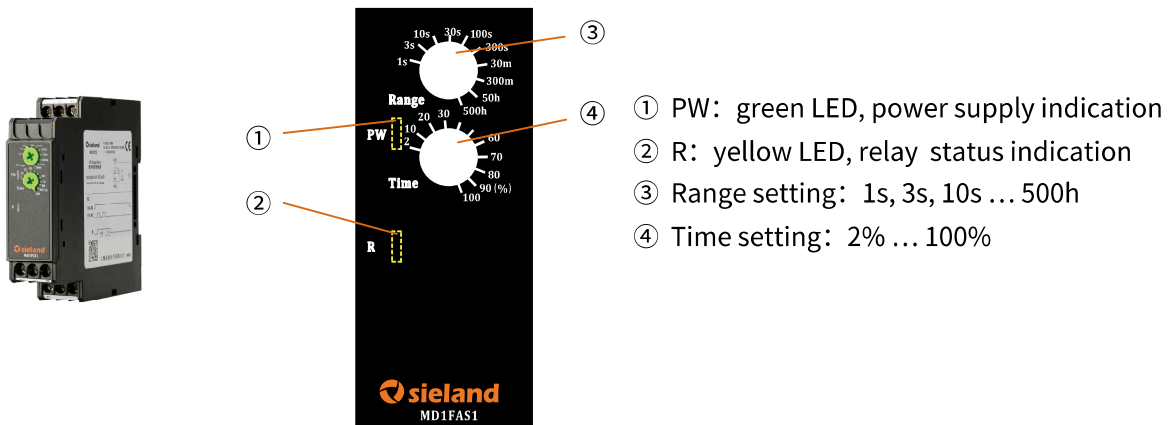 sieland
CE
10s
30s
100s
3s
300s
1s
30m
300m
50h
500h
Range
③
④
①
②
PW
20
30
10
2
60
70
80
90 (%)
100
Time
R
sieland
MD1FAS1
① PW: green LED, power supply indication
② R: yellow LED, relay status indication
③ Range setting: 1s, 3s, 10s ... 500h
④ Time setting: 2% ... 100%